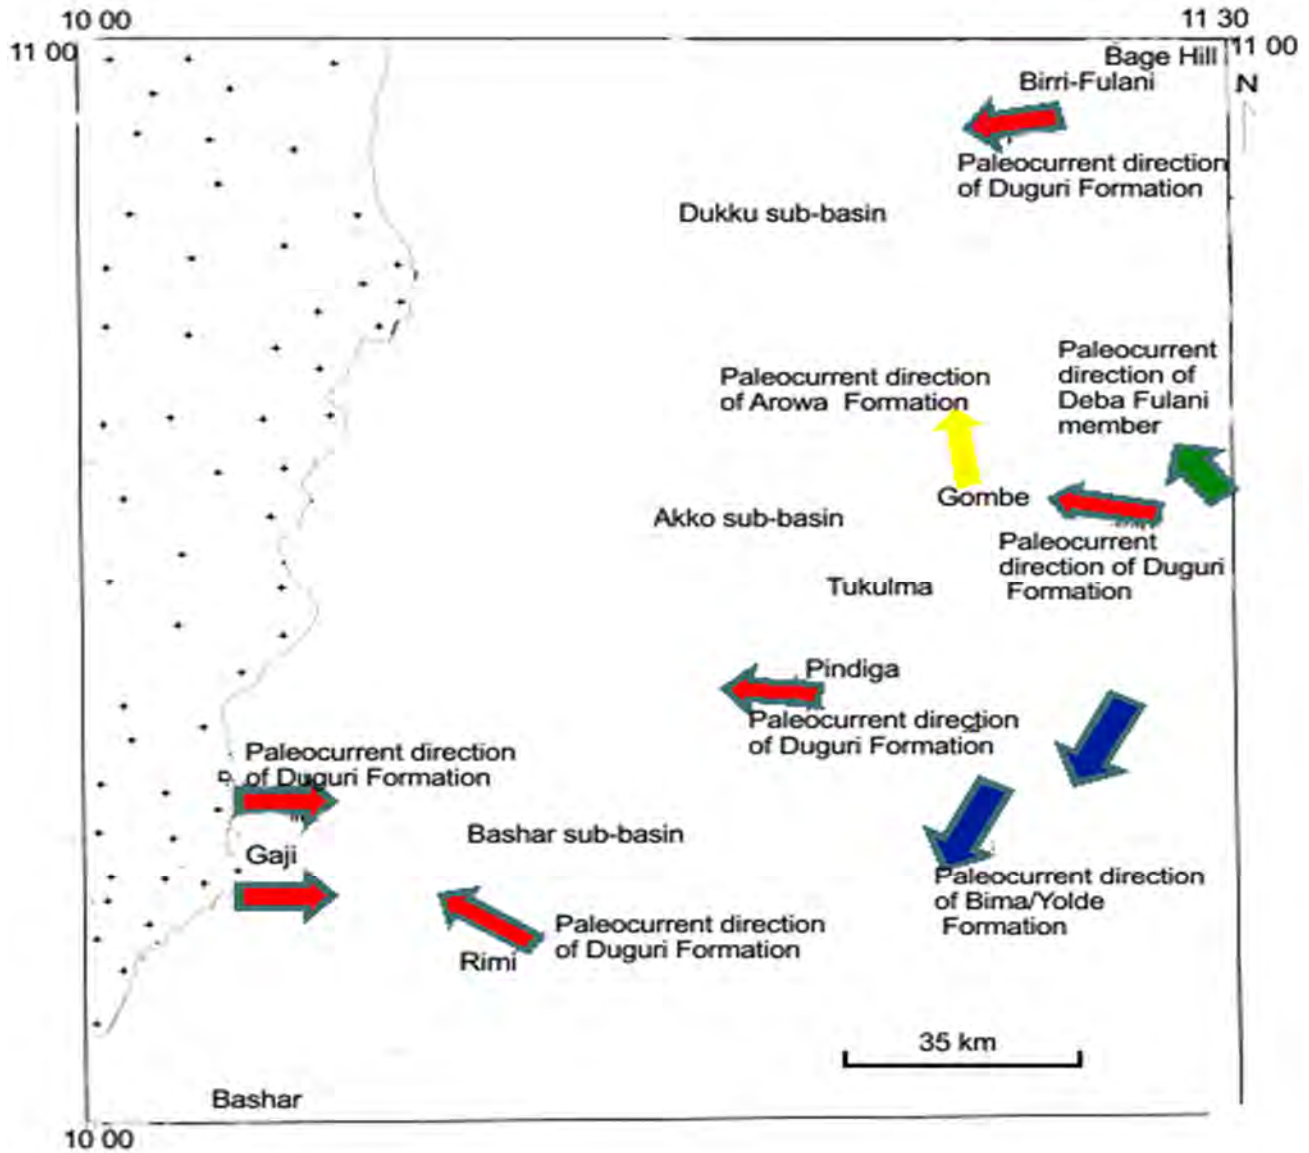 10 00
11 30
11 00
11 00
Bage Hill
N
Birri-Fulani
Paleocurrent direction
of Duguri Formation
Dukku sub-basin
Paleocurrent
direction of
Deba Fulani
member
Paleocurrent direction
of Arowa Formation
Gombe
Akko sub-basin
Paleocurrent
direction of Duguri
Formation
Tukulma
Pindiga
Paleocurrent direction
of Duguri Formation
Paleocurrent direction
of Duguri Formation
Bashar sub-basin
Gaji
Paleocurrent direction
of Bima/Yolde
Formation
Paleocurrent direction
of Duguri Formation
Rimi
35 km
Bashar
10 00